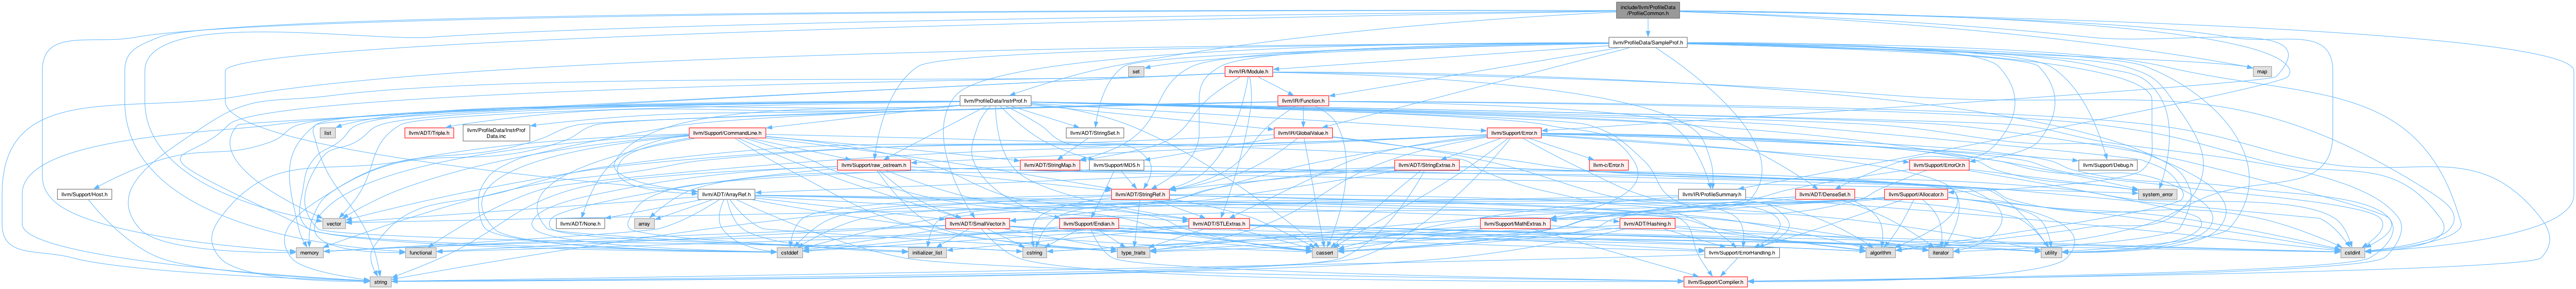 include/llvm/ProfileData
/ProfileCommon.h
llvm/ProfileData/SampleProf.h
set
llvm/IR/Module.h
map
llvm/ProfileData/InstrProf.h
llvm/IR/Function.h
list
llvm/ADT/Triple.h
llvm/ProfileData/InstrProf
Data.inc
llvm/Support/CommandLine.h
llvm/ADT/StringSet.h
llvm/IR/GlobalValue.h
llvm/Support/Error.h
llvm/Support/raw_ostream.h
llvm/ADT/StringMap.h
llvm/Support/MD5.h
llvm/ADT/StringExtras.h
llvm-c/Error.h
llvm/Support/ErrorOr.h
llvm/Support/Debug.h
llvm/Support/Host.h
llvm/ADT/ArrayRef.h
llvm/ADT/StringRef.h
llvm/IR/ProfileSummary.h
llvm/ADT/DenseSet.h
llvm/Support/Allocator.h
system_error
vector
llvm/ADT/None.h
array
llvm/ADT/SmallVector.h
llvm/Support/Endian.h
llvm/ADT/STLExtras.h
llvm/Support/MathExtras.h
llvm/ADT/Hashing.h
memory
functional
cstddef
initializer_list
cstring
type_traits
cassert
llvm/Support/ErrorHandling.h
algorithm
iterator
utility
cstdint
string
llvm/Support/Compiler.h